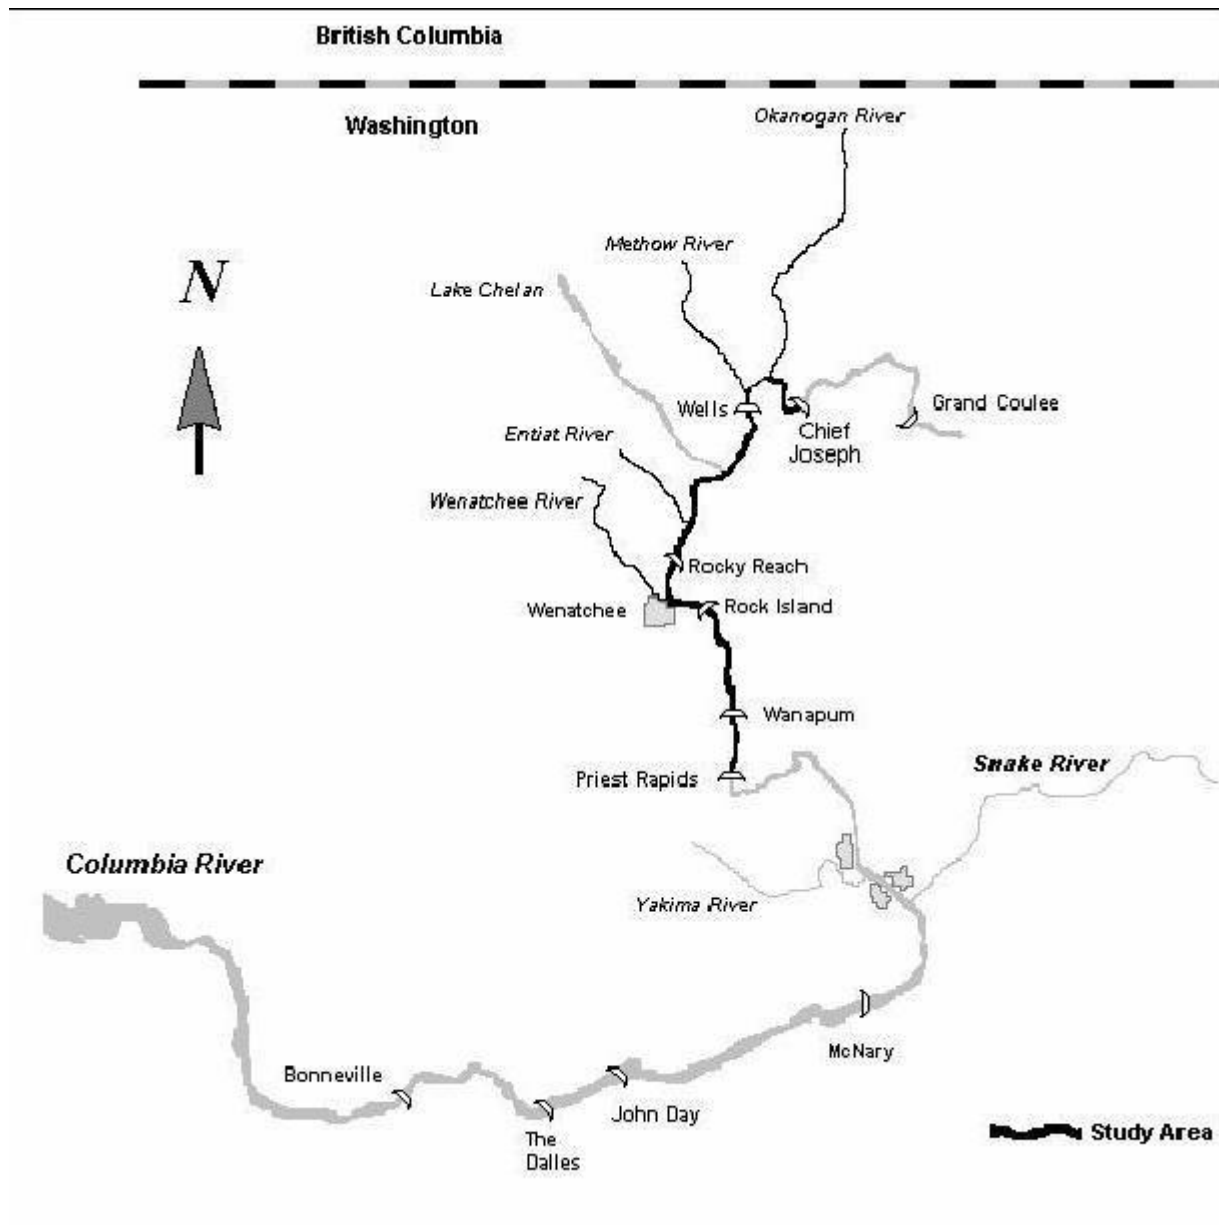 British Columbia
Washington
Okanogan River
Methow River
N
Lake Chelan
Wells
Grand Coulee
Chief
Joseph
Entiat River
Wenatchee River
Rocky Reach
Wenatchee
Rock Island
Wanapum
Priest Rapids
Snake River
Columbia River
Yakima River
McNary
Bonneville
John Day
The
Dalles
Study Area